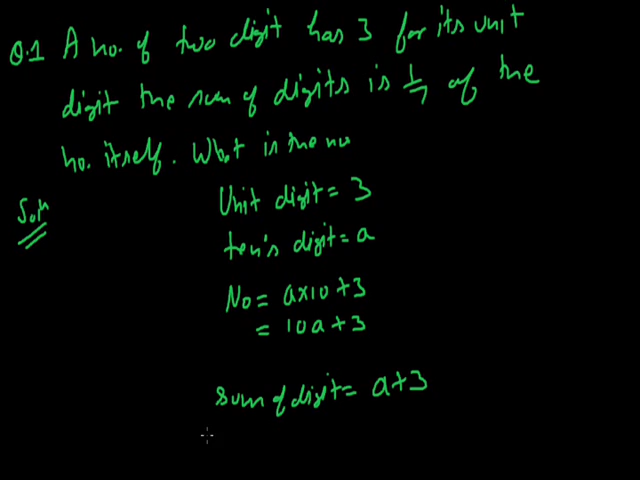 Q.1 A no. of two digit has 3 for its unit
digit the sum of digits is 1/7 of the
no. itself. What is the no
Soln
Unit digit = 3
ten's digit = a
No = a×10+3
= 10a+3
sum of digit = a+3